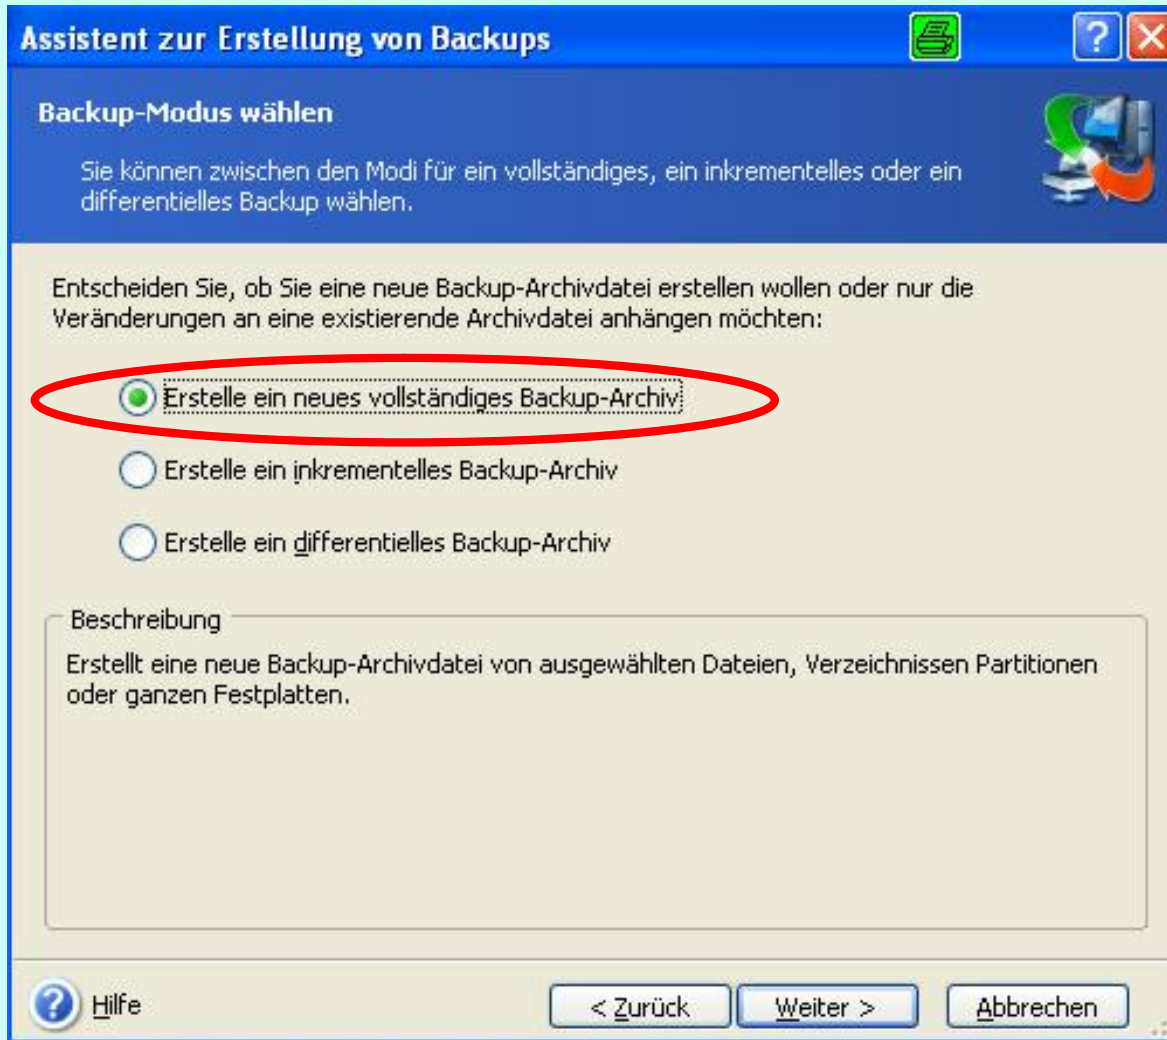 Assistent zur Erstellung von Backups
?
Backup-Modus wählen
Sie können zwischen den Modi für ein vollständiges, ein inkrementelles oder ein
differentielles Backup wählen.
Entscheiden Sie, ob Sie eine neue Backup-Archivdatei erstellen wollen oder nur die
Veränderungen an eine existierende Archivdatei anhängen möchten:
Erstelle ein neues vollständiges Backup-Archiv
Erstelle ein inkrementelles Backup-Archiv
Erstelle ein differentielles Backup-Archiv
Beschreibung
Erstellt eine neue Backup-Archivdatei von ausgewählten Dateien, Verzeichnissen Partitionen
oder ganzen Festplatten.
? Hilfe
< Zurück
Weiter >
Abbrechen